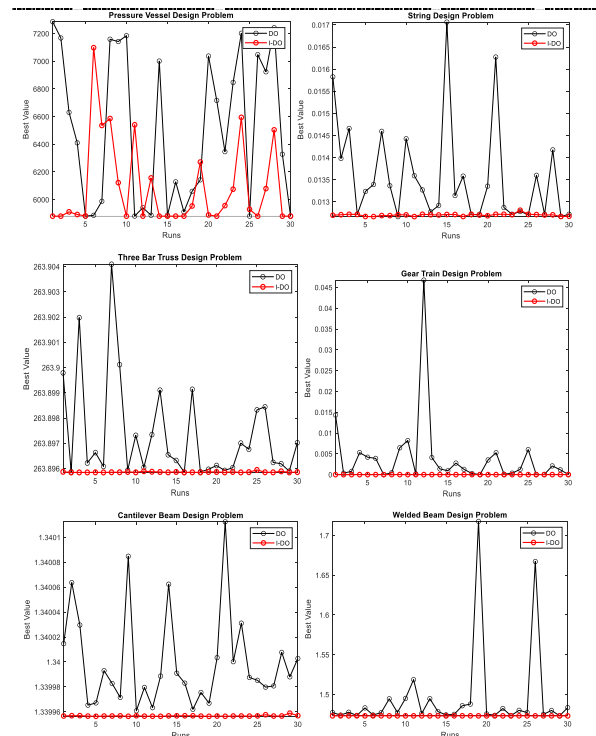 Pressure Vessel Design Problem
7200
7000
6800
6600
6400
6200
6000
Best Value
5 10 15 20 25 30
Runs
DO
I-DO
String Design Problem
0.017
0.0165
0.016
0.0155
0.015
0.0145
0.014
0.0135
0.013
Best Value
5 10 15 20 25 30
Runs
DO
I-DO
Three Bar Truss Design Problem
263.904
263.903
263.902
263.901
263.9
263.899
263.898
263.897
263.896
Best Value
5 10 15 20 25 30
Runs
DO
I-DO
Gear Train Design Problem
0.045
0.04
0.035
0.03
0.025
0.02
0.015
0.01
0.005
0
Best Value
5 10 15 20 25 30
Runs
DO
I-DO
Cantilever Beam Design Problem
1.3401
1.34008
1.34006
1.34004
1.34002
1.34
1.33998
1.33996
Best Value
5 10 15 20 25 30
Runs
DO
I-DO
Welded Beam Design Problem
1.7
1.65
1.6
1.55
1.5
Best Value
5 10 15 20 25 30
Runs
DO
I-DO